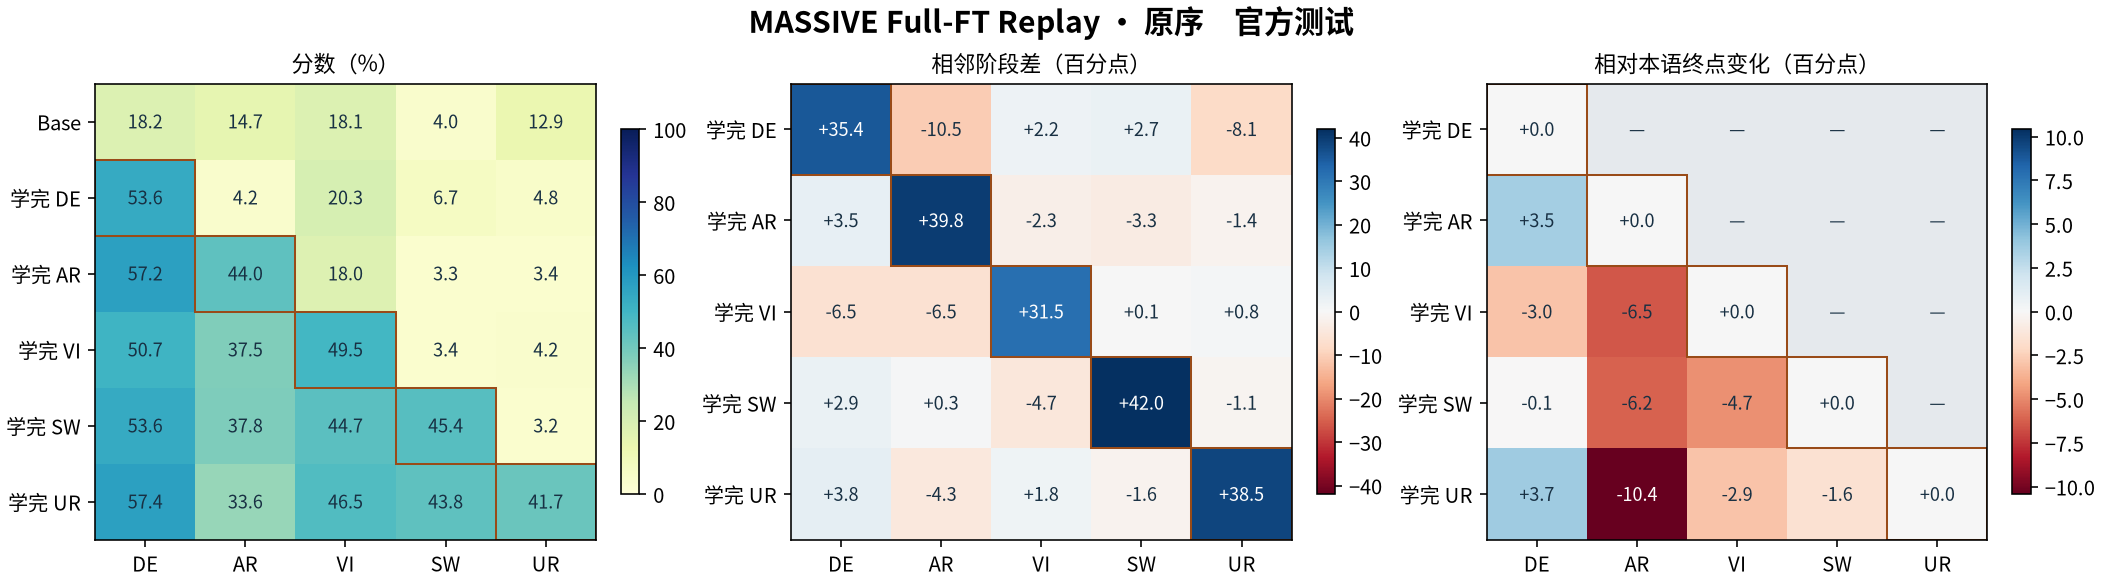 MASSIVE Full-FT Replay · 原序　官方测试
分数（%）
Base 18.2 14.7 18.1 4.0 12.9
学完 DE 53.6 4.2 20.3 6.7 4.8
学完 AR 57.2 44.0 18.0 3.3 3.4
学完 VI 50.7 37.5 49.5 3.4 4.2
学完 SW 53.6 37.8 44.7 45.4 3.2
学完 UR 57.4 33.6 46.5 43.8 41.7
DE AR VI SW UR
100
80
60
40
20
0
相邻阶段差（百分点）
学完 DE +35.4 -10.5 +2.2 +2.7 -8.1
学完 AR +3.5 +39.8 -2.3 -3.3 -1.4
学完 VI -6.5 -6.5 +31.5 +0.1 +0.8
学完 SW +2.9 +0.3 -4.7 +42.0 -1.1
学完 UR +3.8 -4.3 +1.8 -1.6 +38.5
DE AR VI SW UR
40
30
20
10
0
−10
−20
−30
−40
相对本语终点变化（百分点）
学完 DE +0.0 — — — —
学完 AR +3.5 +0.0 — — —
学完 VI -3.0 -6.5 +0.0 — —
学完 SW -0.1 -6.2 -4.7 +0.0 —
学完 UR +3.7 -10.4 -2.9 -1.6 +0.0
DE AR VI SW UR
10.0
7.5
5.0
2.5
0.0
−2.5
−5.0
−7.5
−10.0